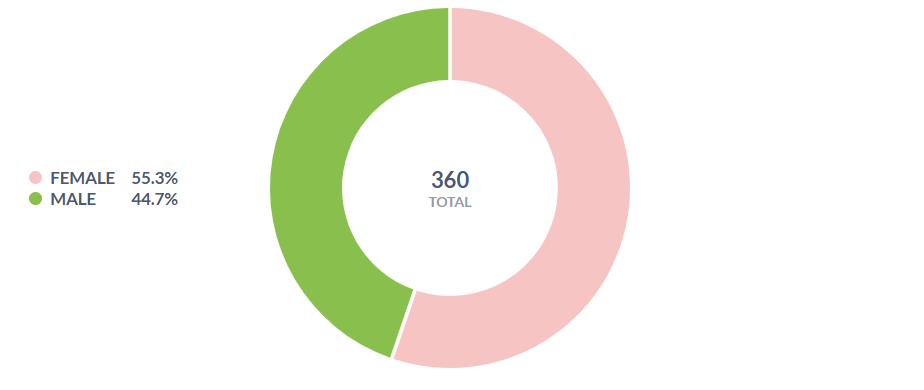 FEMALE 55.3%
MALE 44.7%
360
TOTAL